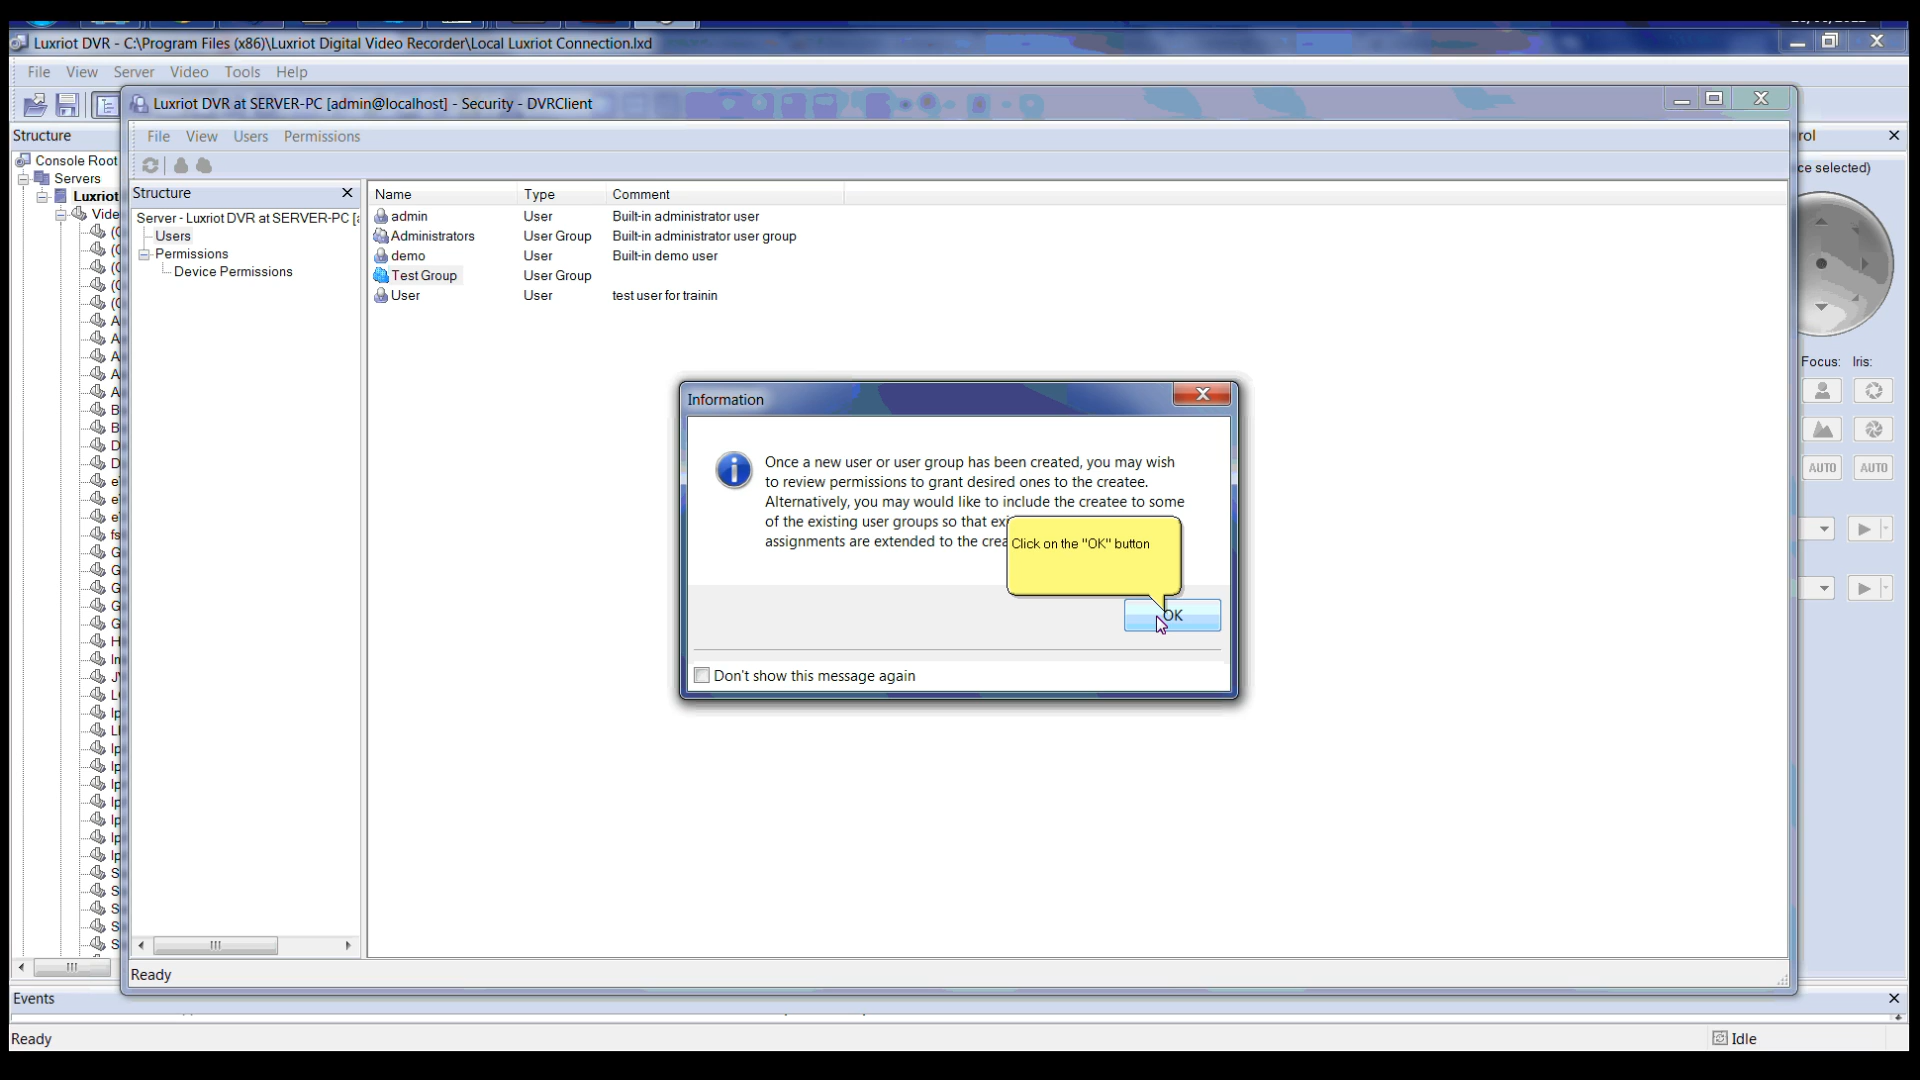 Luxriot DVR - C:\Program Files (x86)\Luxriot Digital Video Recorder\Local Luxriot Connection.lxd
File View Server Video Tools Help
Luxriot DVR at SERVER-PC [admin@localhost] - Security - DVRClient
File View Users Permissions
Structure
Console Root
Servers
Luxriot
Vide
Structure
Server - Luxriot DVR at SERVER-PC [
Users
Permissions
Device Permissions
Name Type Comment
admin User Built-in administrator user
Administrators User Group Built-in administrator user group
demo User Built-in demo user
Test Group User Group
User User test user for trainin
rol
ce selected)
Focus: Iris:
AUTO AUTO
Information
Once a new user or user group has been created, you may wish
to review permissions to grant desired ones to the createe.
Alternatively, you may would like to include the createe to some
of the existing user groups so that exi
assignments are extended to the crea
Click on the "OK" button
OK
Don't show this message again
Ready
Events
Ready
Idle